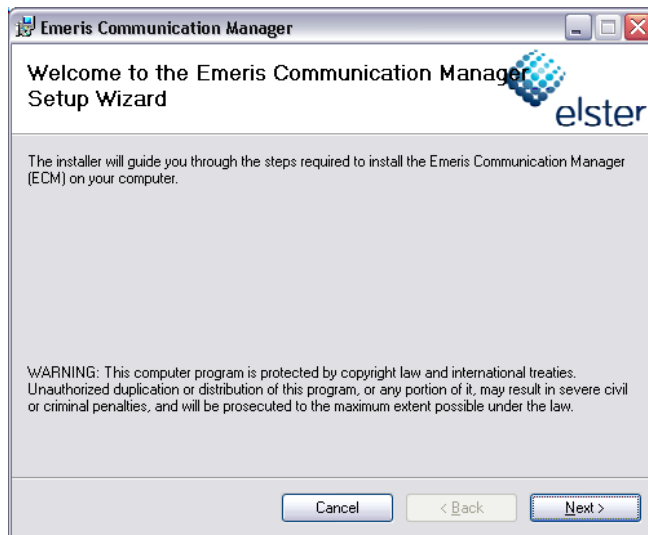 Emeris Communication Manager
Welcome to the Emeris Communication Manager
Setup Wizard
elster
The installer will guide you through the steps required to install the Emeris Communication Manager
(ECM) on your computer.
WARNING: This computer program is protected by copyright law and international treaties.
Unauthorized duplication or distribution of this program, or any portion of it, may result in severe civil
or criminal penalties, and will be prosecuted to the maximum extent possible under the law.
Cancel < Back Next >